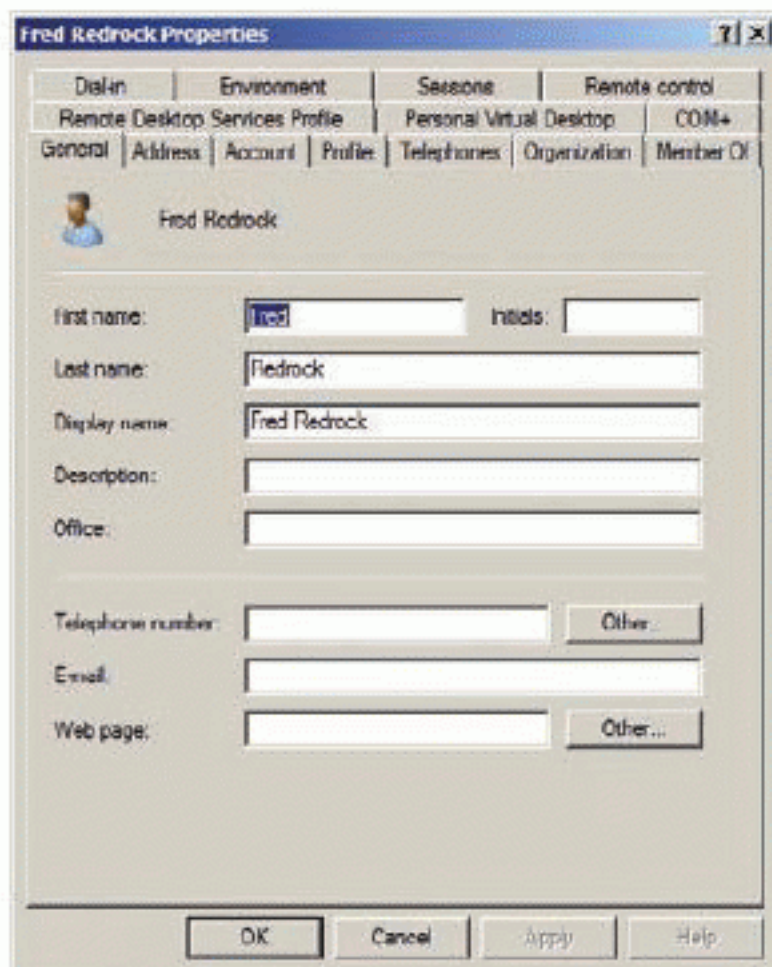 Fred Redrock Properties
Dial-in Environment Sessions Remote control
Remote Desktop Services Profile Personal Virtual Desktop COM+
General Address Account Profile Telephones Organization Member Of
Fred Redrock
First name: Fred Initials:
Last name: Redrock
Display name: Fred Redrock
Description:
Office:
Telephone number: Other...
E-mail:
Web page: Other...
OK Cancel Apply Help